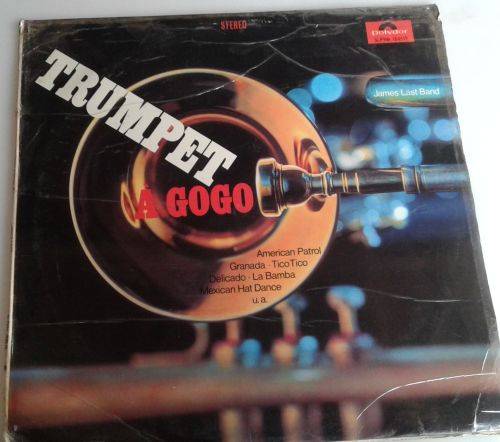 STEREO
Polydor
James Last Band
TRUMPET
À GOGO
American Patrol
Granada · Tico Tico
Delicado · La Bamba
Mexican Hat Dance
u. a.